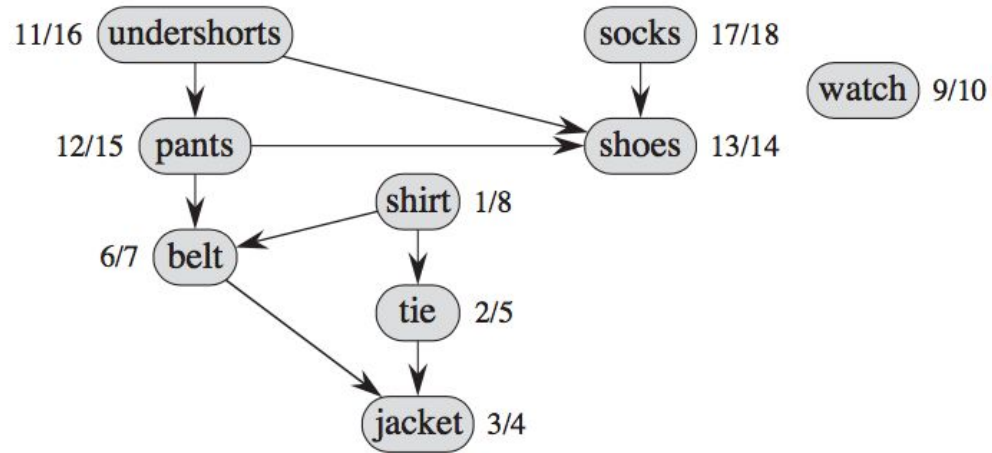 11/16 undershorts socks 17/18
watch 9/10
12/15 pants shoes 13/14
shirt 1/8
6/7 belt
tie 2/5
jacket 3/4